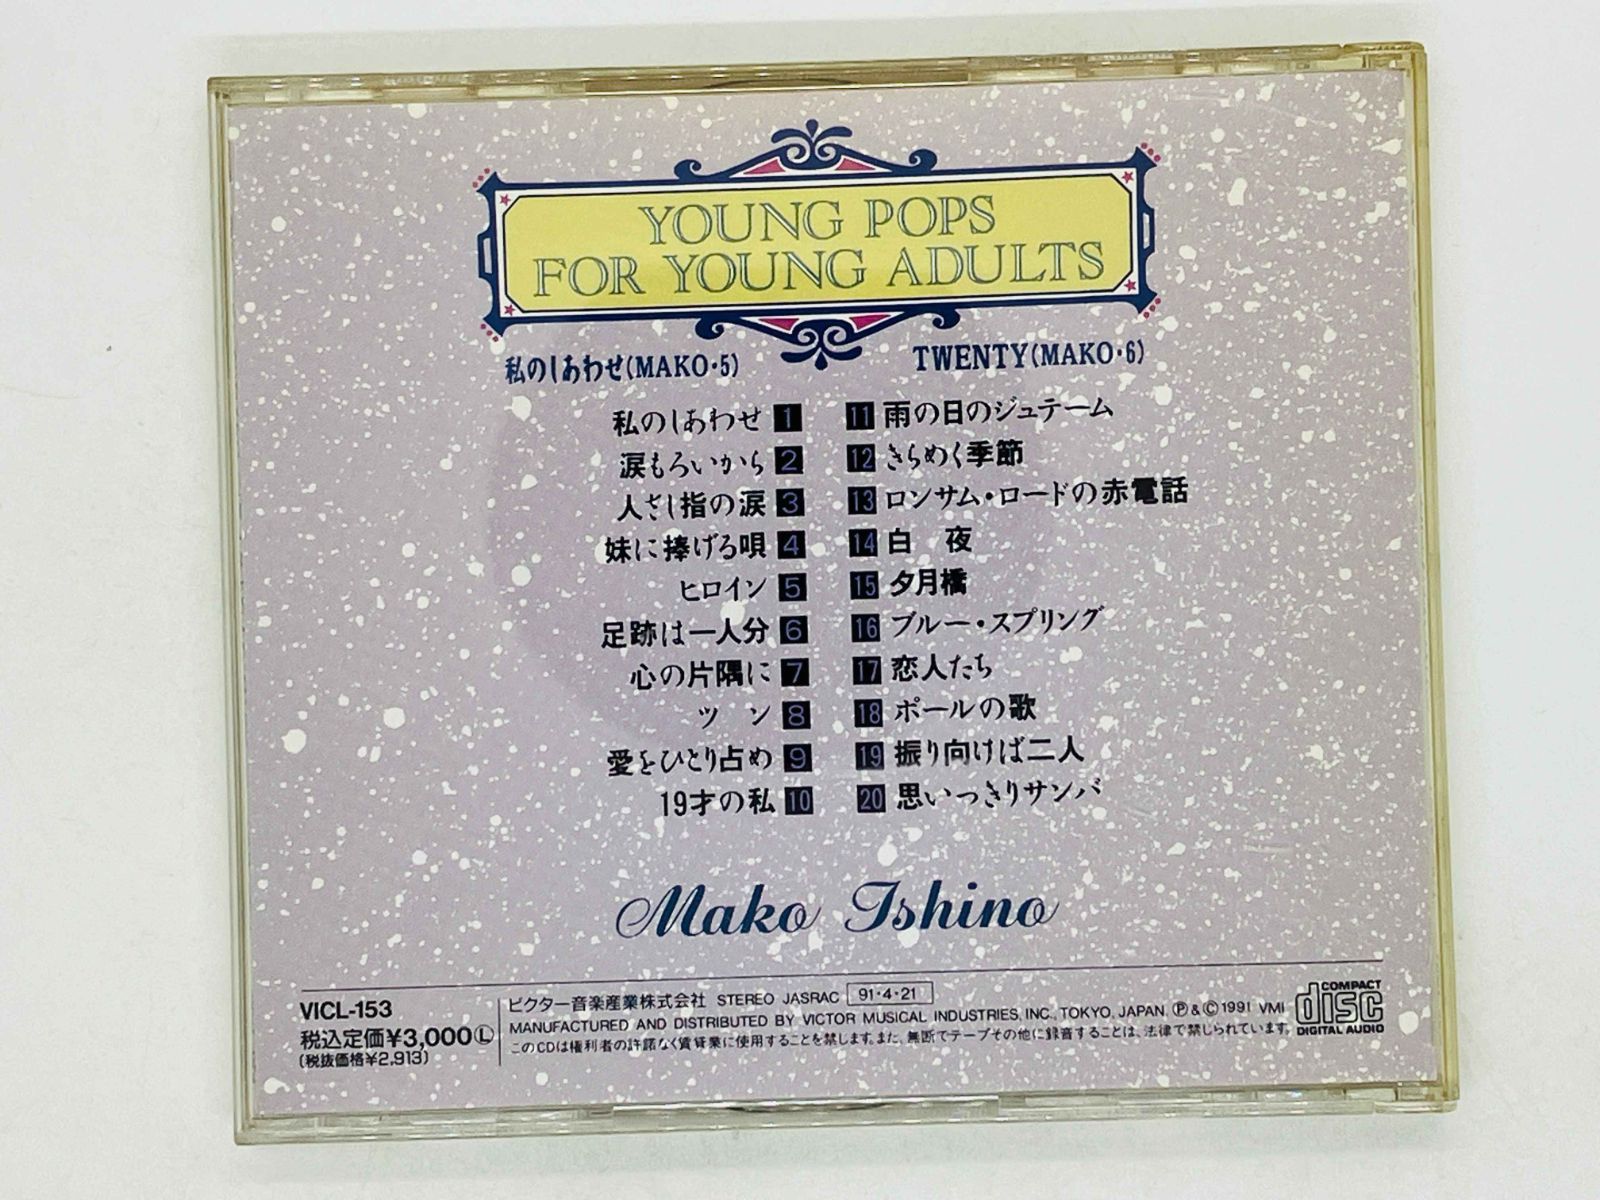 YOUNG POPS
FOR YOUNG ADULTS
私のしあわせ(MAKO・5)
私のしあわせ 1
涙もろいから 2
人さし指の涙 3
妹に捧げる唄 4
ヒロイン 5
足跡は一人分 6
心の片隅に 7
ツン 8
愛をひとり占め 9
19才の私 10
TWENTY(MAKO・6)
11 雨の日のジュテーム
12 きらめく季節
13 ロンサム・ロードの赤電話
14 白 夜
15 夕月橋
16 ブルー・スプリング
17 恋人たち
18 ポールの歌
19 振り向けば二人
20 思いっきりサンバ
Mako Ishino
VICL-153
税込定価¥3,000Ⓛ
(税抜価格¥2,913)
ビクター音楽産業株式会社 STEREO JASRAC 91・4・21
MANUFACTURED AND DISTRIBUTED BY VICTOR MUSICAL INDUSTRIES, INC., TOKYO, JAPAN. Ⓟ&Ⓒ1991 VMI
このCDは権利者の許諾なく賃貸業に使用することを禁じます。また、無断でテープその他に録音することは、法律で禁じられています。
COMPACT
disc
DIGITAL AUDIO